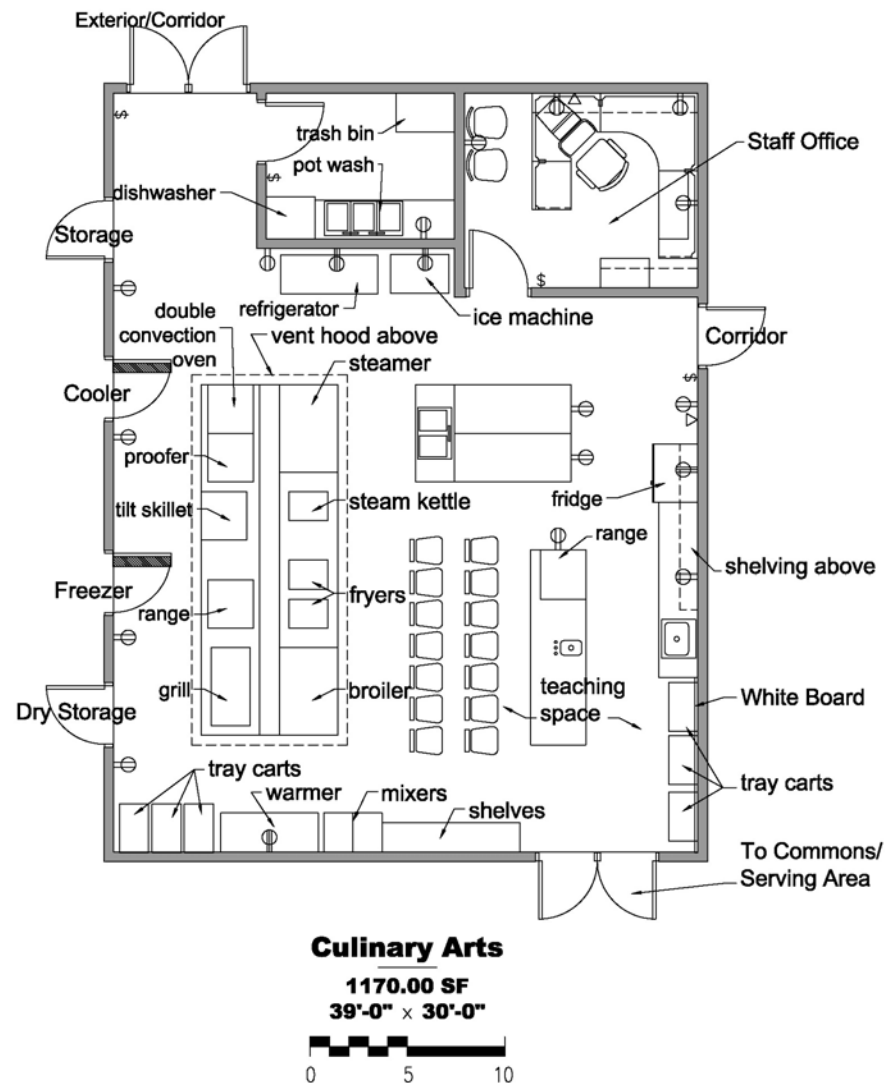 Exterior/Corridor
trash bin
pot wash
Staff Office
dishwasher
Storage
refrigerator
ice machine
double
convection
oven
vent hood above
steamer
Corridor
Cooler
proofer
fridge
tilt skillet
steam kettle
range
shelving above
Freezer
range
fryers
grill
broiler
teaching
space
White Board
Dry Storage
tray carts
warmer
mixers
shelves
tray carts
To Commons/
Serving Area
Culinary Arts
1170.00 SF
39'-0" x 30'-0"
0 5 10
$
$
$
$